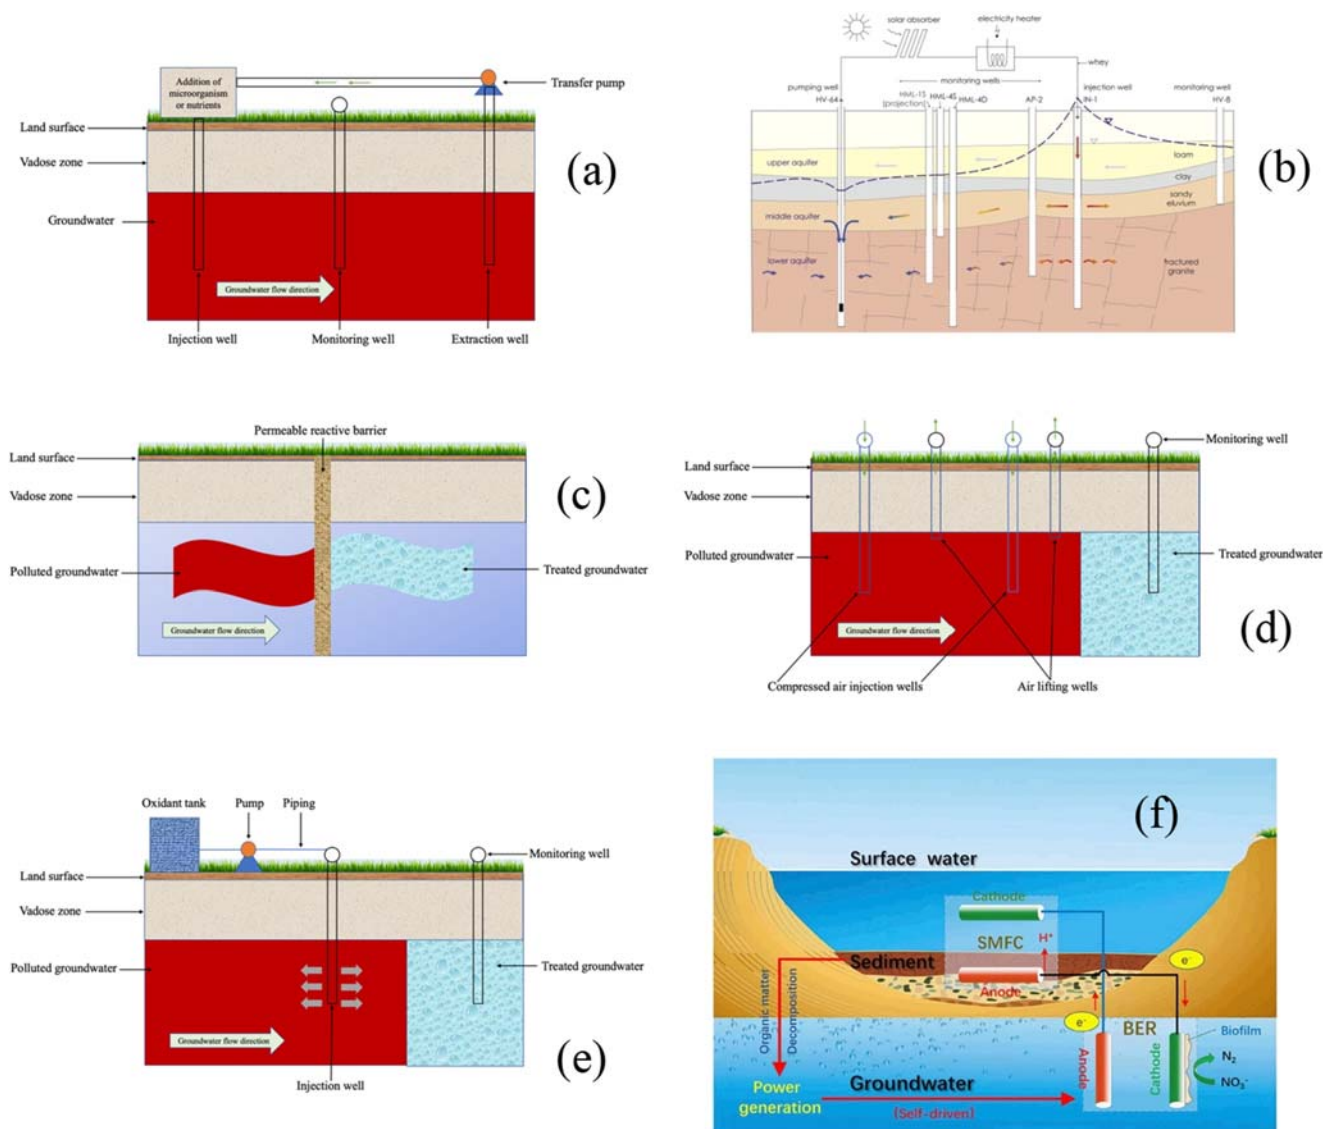 Addition of
microorganism
or nutrients
Transfer pump
Land surface
Vadose zone
Groundwater
Groundwater flow direction
Injection well
Monitoring well
Extraction well
(a)
solar absorber
electricity heater
whey
monitoring wells
pumping well
HV-64
HML-1S
(projection)
HML-4S
HML-4D
AP-2
injection well
IN-1
monitoring well
HV-8
upper aquifer
loam
clay
sandy
eluvium
middle aquifer
lower aquifer
fractured
granite
(b)
Permeable reactive barrier
Land surface
Vadose zone
Polluted groundwater
Treated groundwater
Groundwater flow direction
(c)
Monitoring well
Land surface
Vadose zone
Polluted groundwater
Treated groundwater
Groundwater flow direction
Compressed air injection wells
Air lifting wells
(d)
Oxidant tank
Pump
Piping
Monitoring well
Land surface
Vadose zone
Polluted groundwater
Treated groundwater
Groundwater flow direction
Injection well
(e)
(f)
Surface water
Cathode
SMFC
H⁺
Sediment
Anode
e⁻
Organic matter
Decomposition
e⁻
BER
Biofilm
Anode
Cathode
N₂
NO₃⁻
Power
generation
Groundwater
(Self-driven)